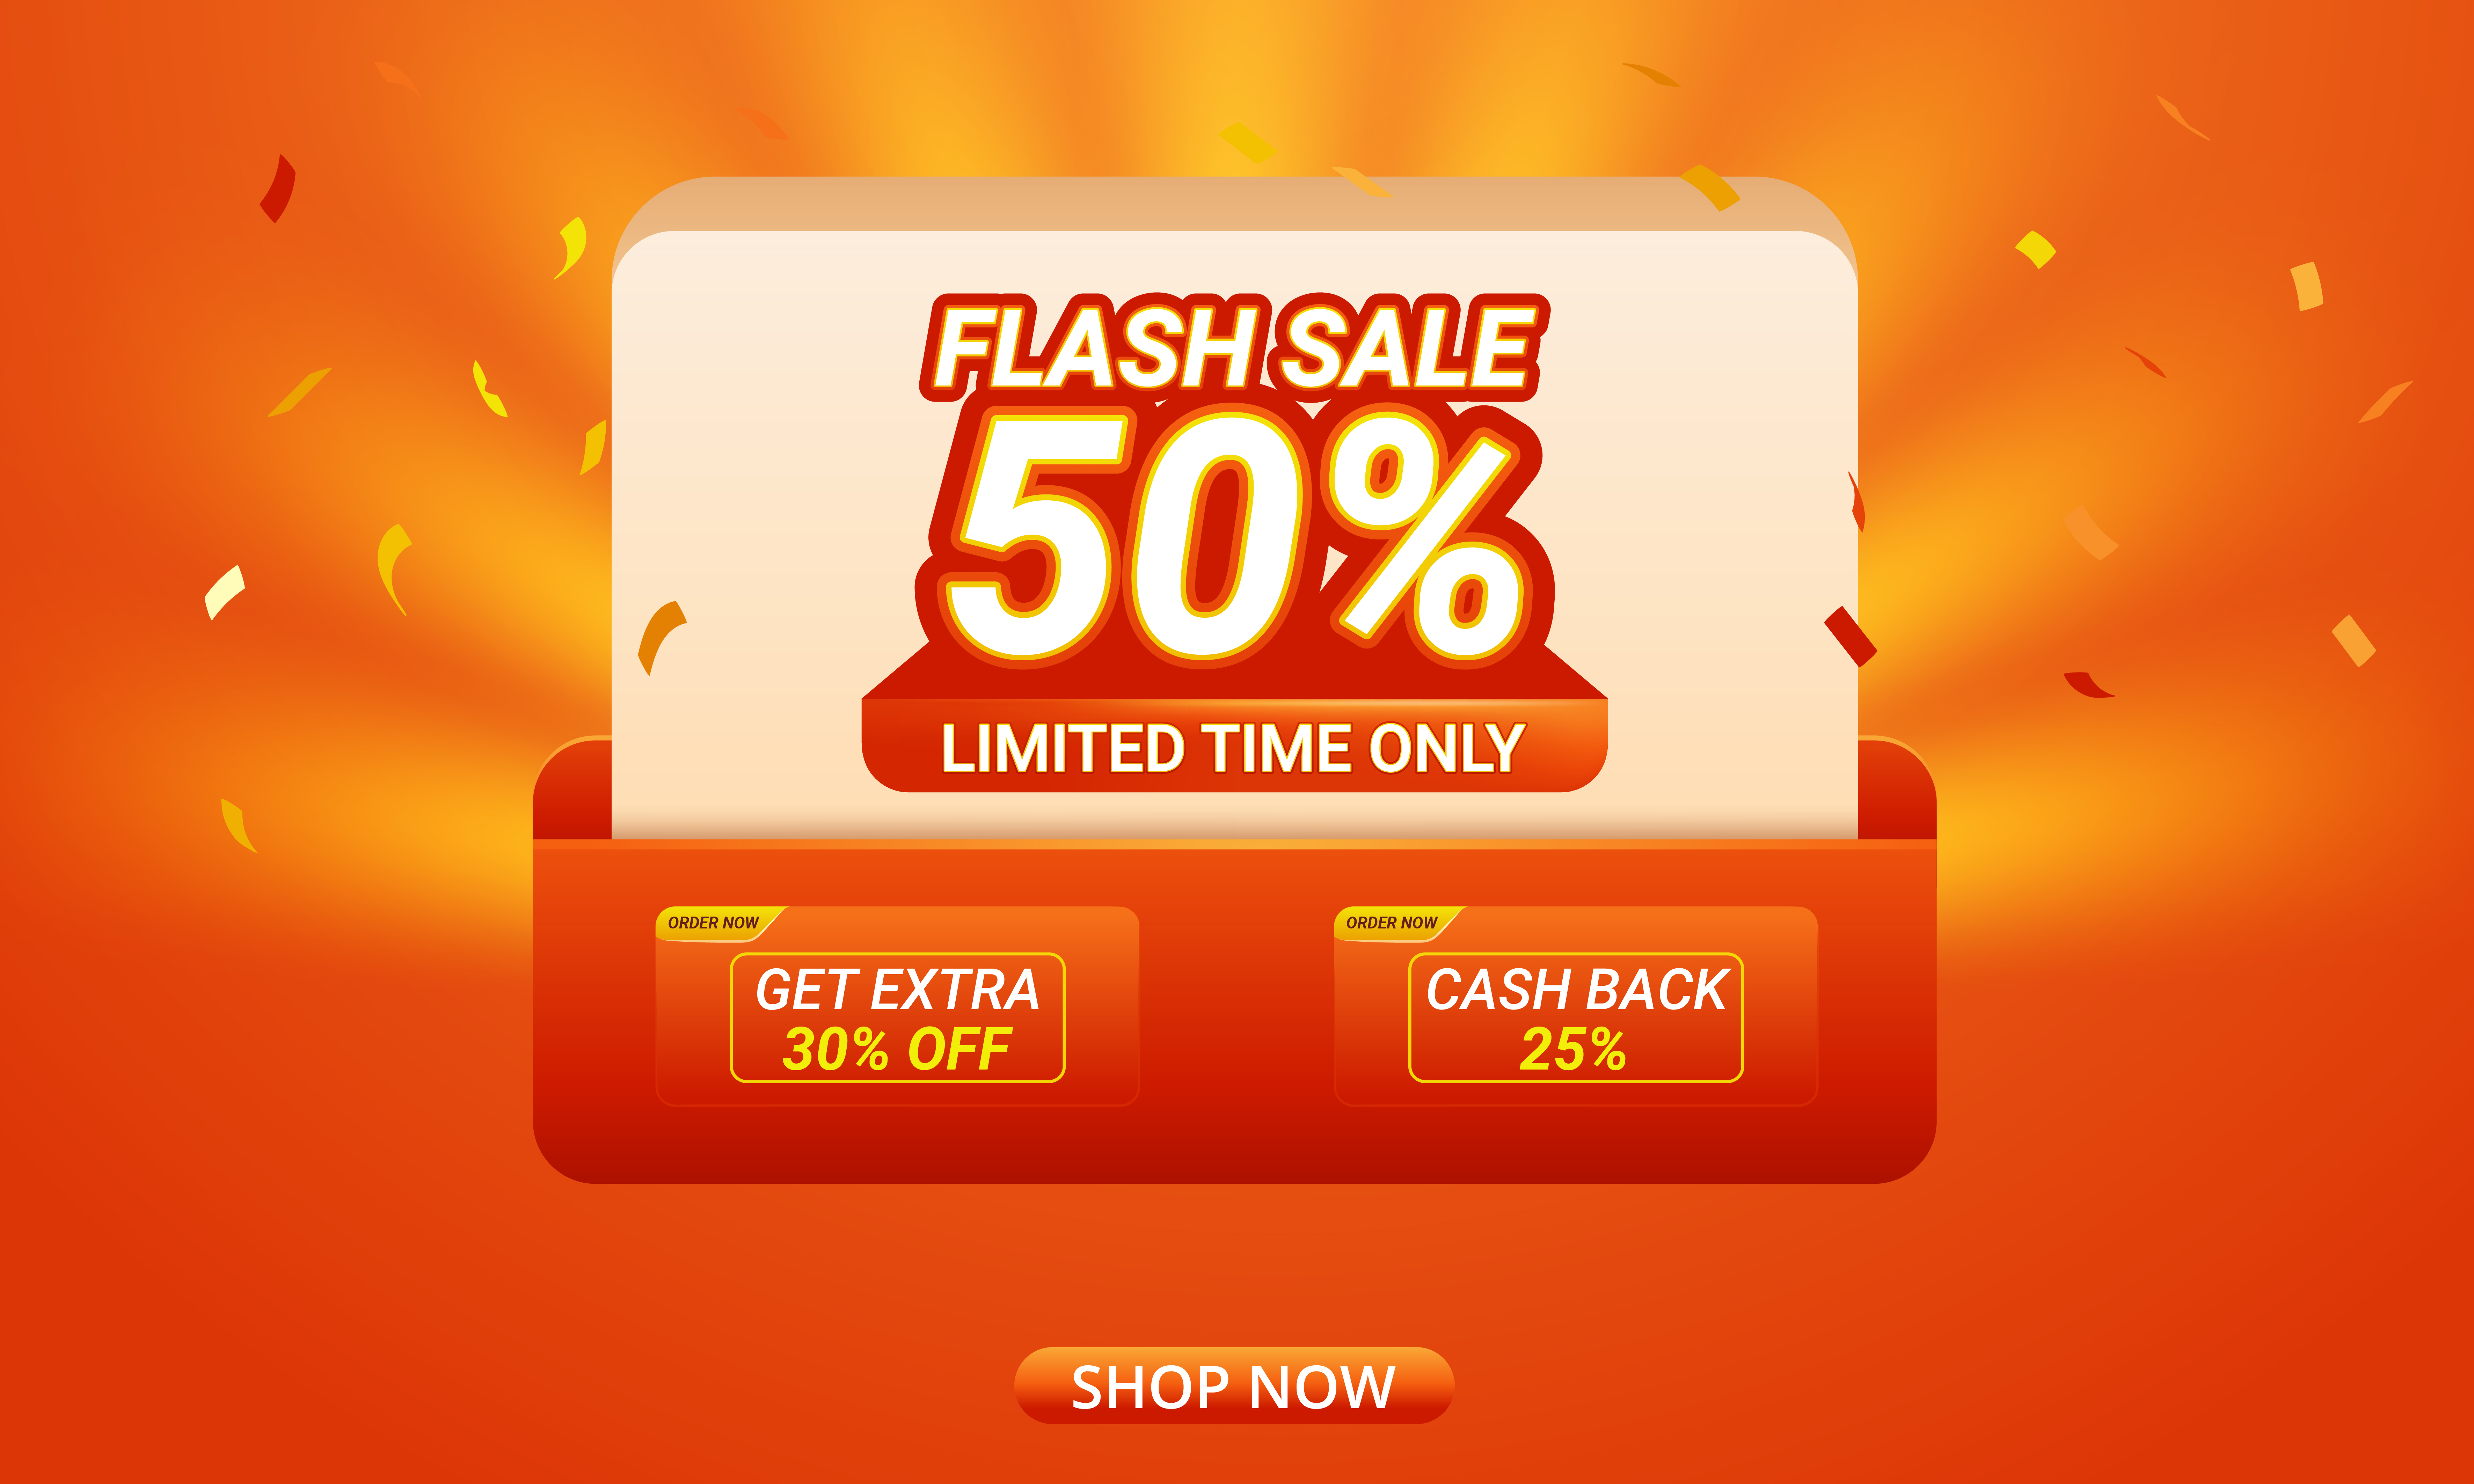 FLASH SALE
50%
LIMITED TIME ONLY
ORDER NOW
GET EXTRA
30% OFF
ORDER NOW
CASH BACK
25%
SHOP NOW